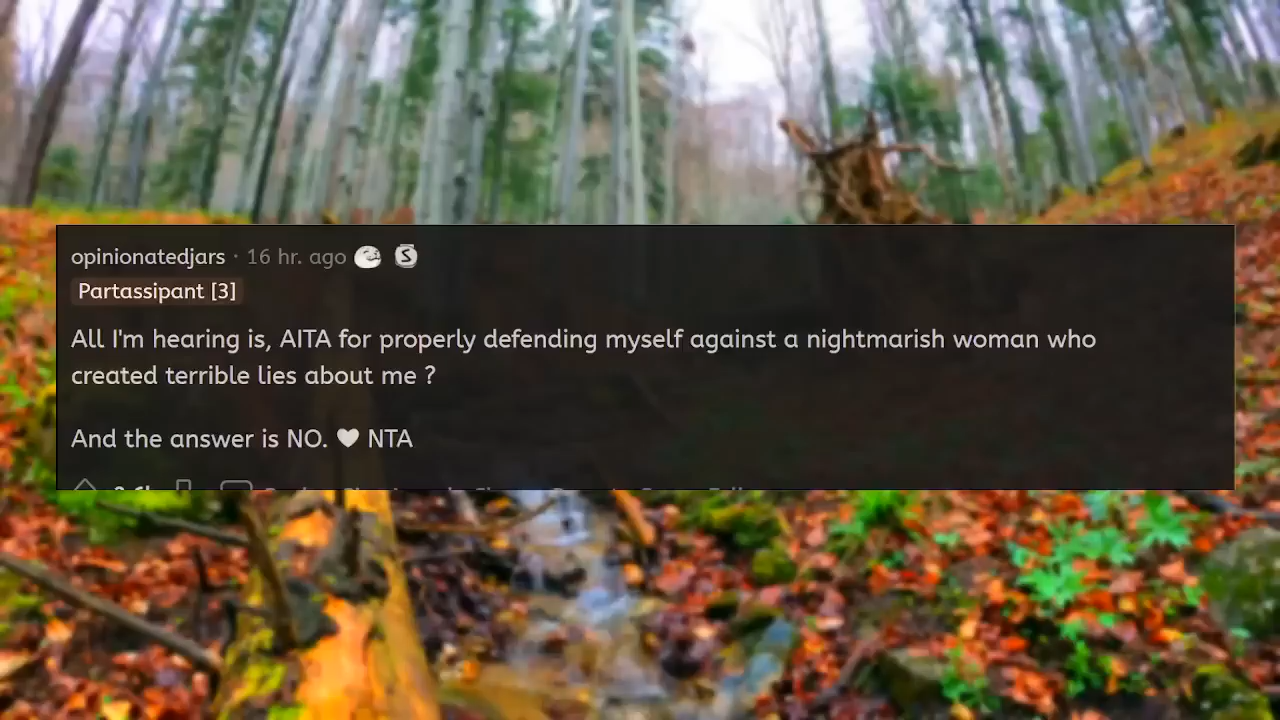 opinionatedjars · 16 hr. ago
Partassipant [3]
All I'm hearing is, AITA for properly defending myself against a nightmarish woman who
created terrible lies about me ?
And the answer is NO. 🤍 NTA